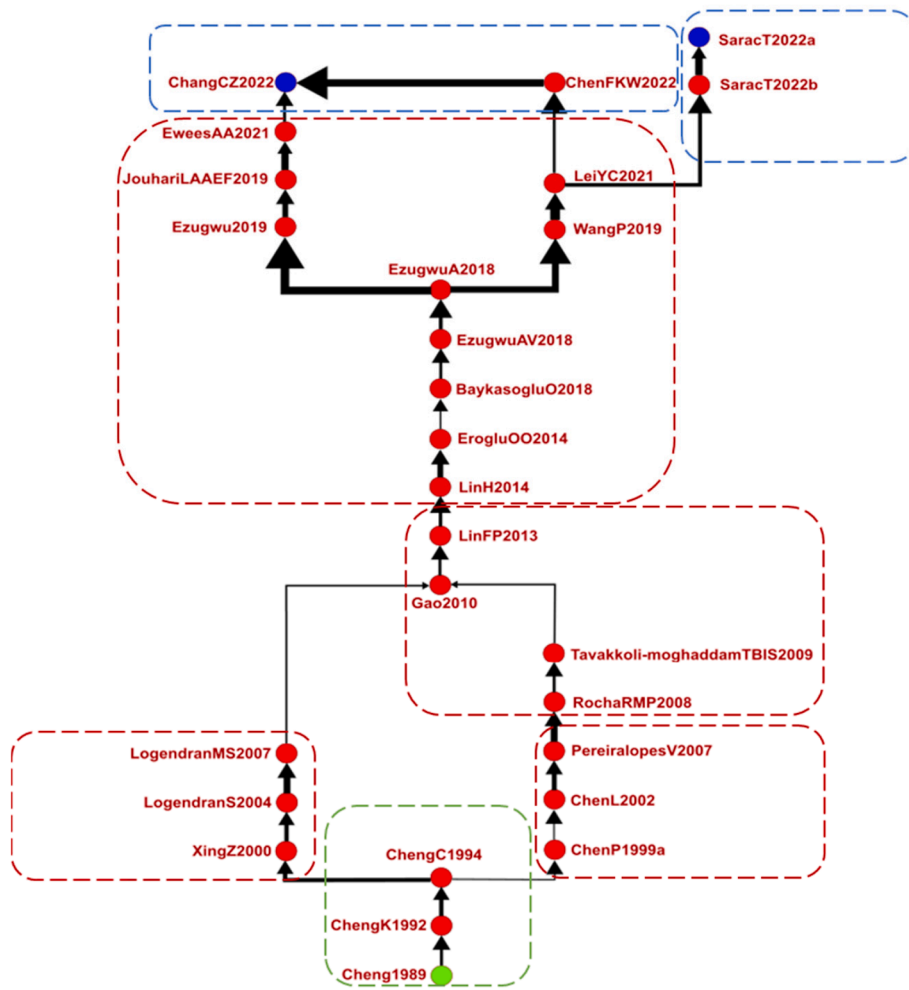 SaracT2022a
ChangCZ2022
ChenFKW2022
SaracT2022b
EweesAA2021
JouhariLAAEF2019
LeiYC2021
Ezugwu2019
WangP2019
EzugwuA2018
EzugwuAV2018
BaykasogluO2018
ErogluOO2014
LinH2014
LinFP2013
Gao2010
Tavakkoli-moghaddamTBIS2009
RochaRMP2008
LogendranMS2007
PereiralopesV2007
LogendranS2004
ChenL2002
XingZ2000
ChengC1994
ChenP1999a
ChengK1992
Cheng1989